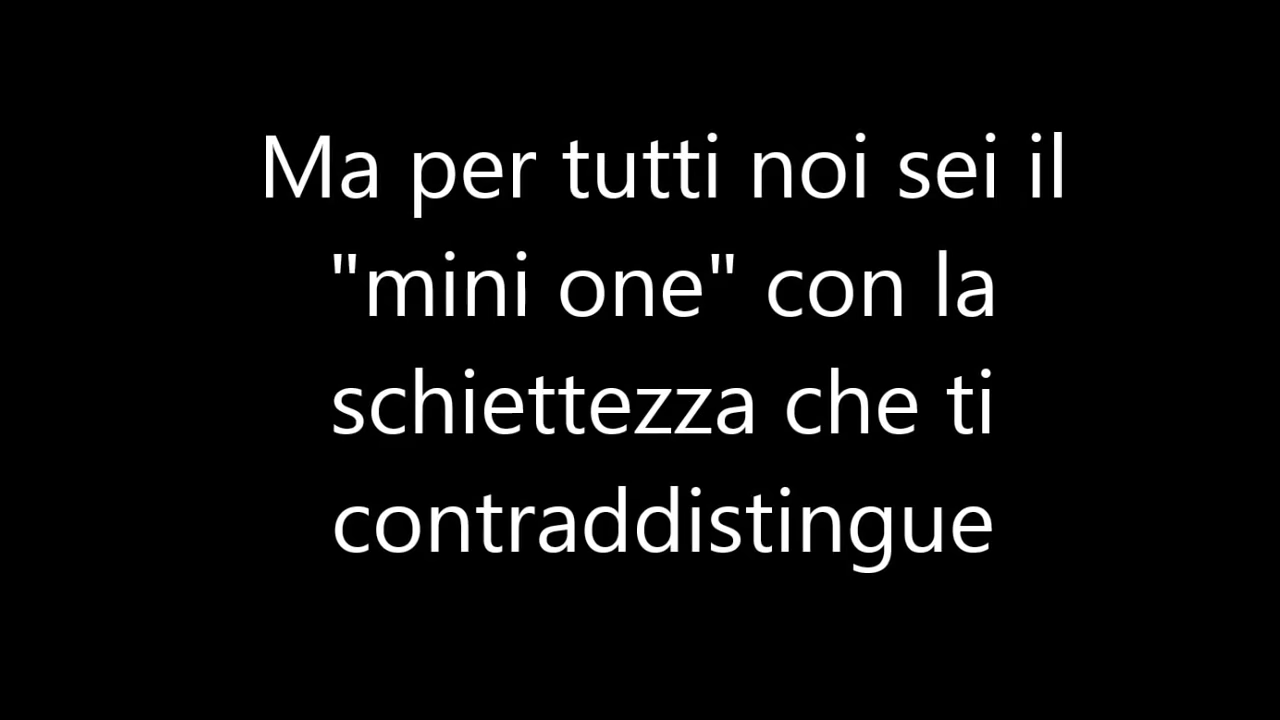 Ma per tutti noi sei il
"mini one" con la
schiettezza che ti
contraddistingue